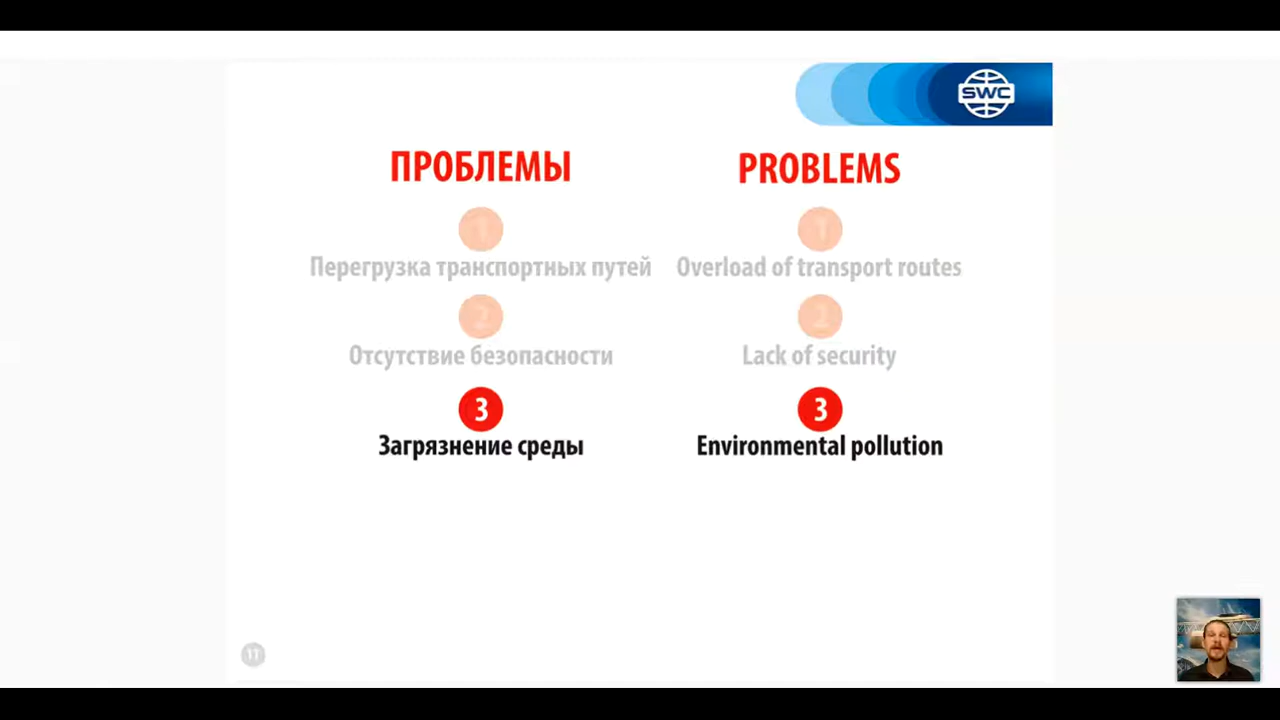 SWC
ПРОБЛЕМЫ
1
Перегрузка транспортных путей
2
Отсутствие безопасности
3
Загрязнение среды
PROBLEMS
1
Overload of transport routes
2
Lack of security
3
Environmental pollution
11